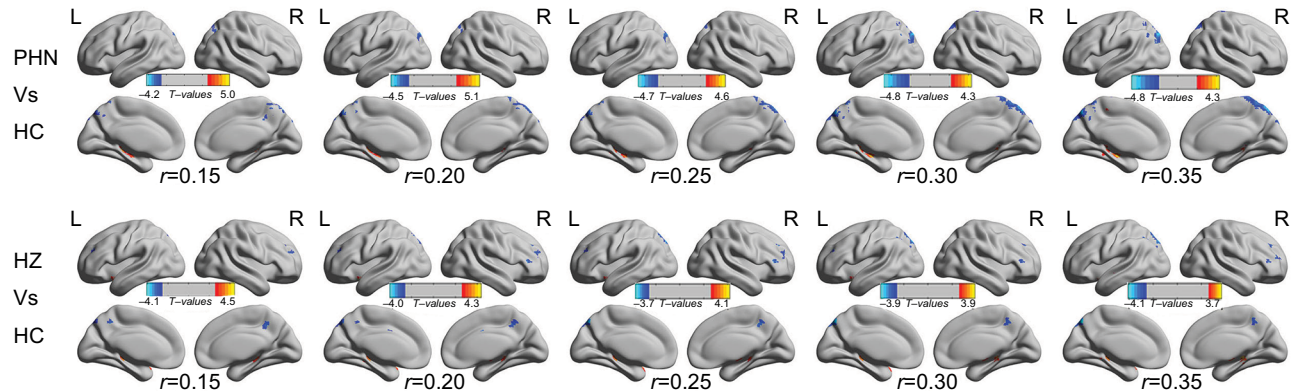 L R L R L R L R L R
PHN
Vs
HC
–4.2 T–values 5.0 –4.5 T–values 5.1 –4.7 T–values 4.6 –4.8 T–values 4.3 –4.8 T–values 4.3
r=0.15 r=0.20 r=0.25 r=0.30 r=0.35
L R L R L R L R L R
HZ
Vs
HC
–4.1 T–values 4.5 –4.0 T–values 4.3 –3.7 T–values 4.1 –3.9 T–values 3.9 –4.1 T–values 3.7
r=0.15 r=0.20 r=0.25 r=0.30 r=0.35